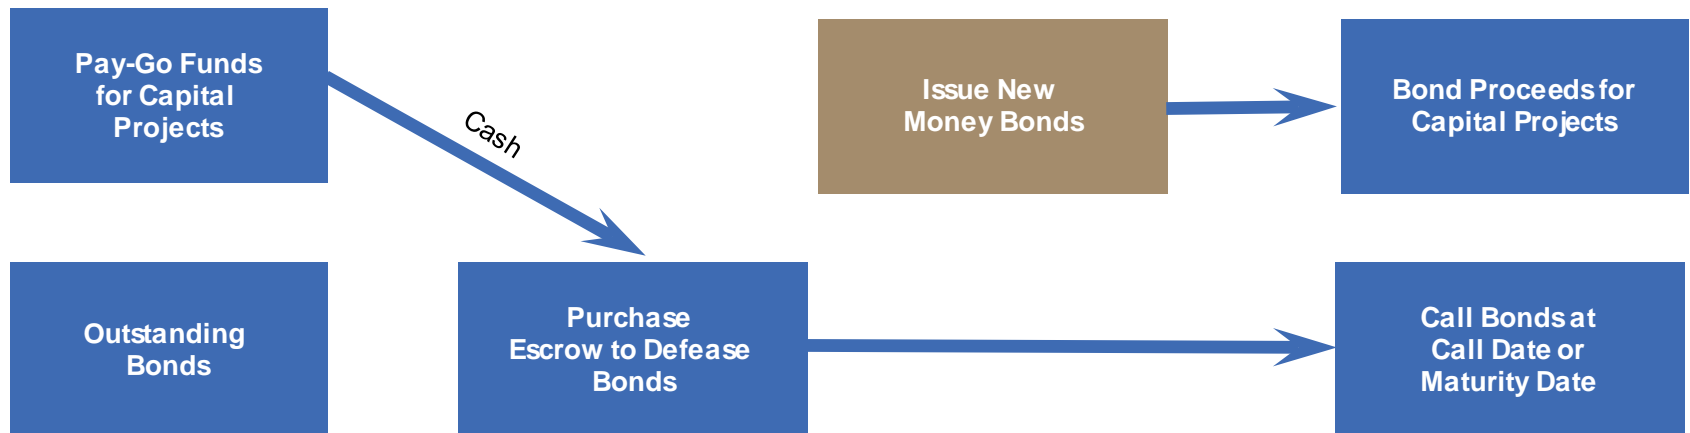 Pay-Go Funds
for Capital
Projects
Cash
Issue New
Money Bonds
Bond Proceeds for
Capital Projects
Outstanding
Bonds
Purchase
Escrow to Defease
Bonds
Call Bonds at
Call Date or
Maturity Date